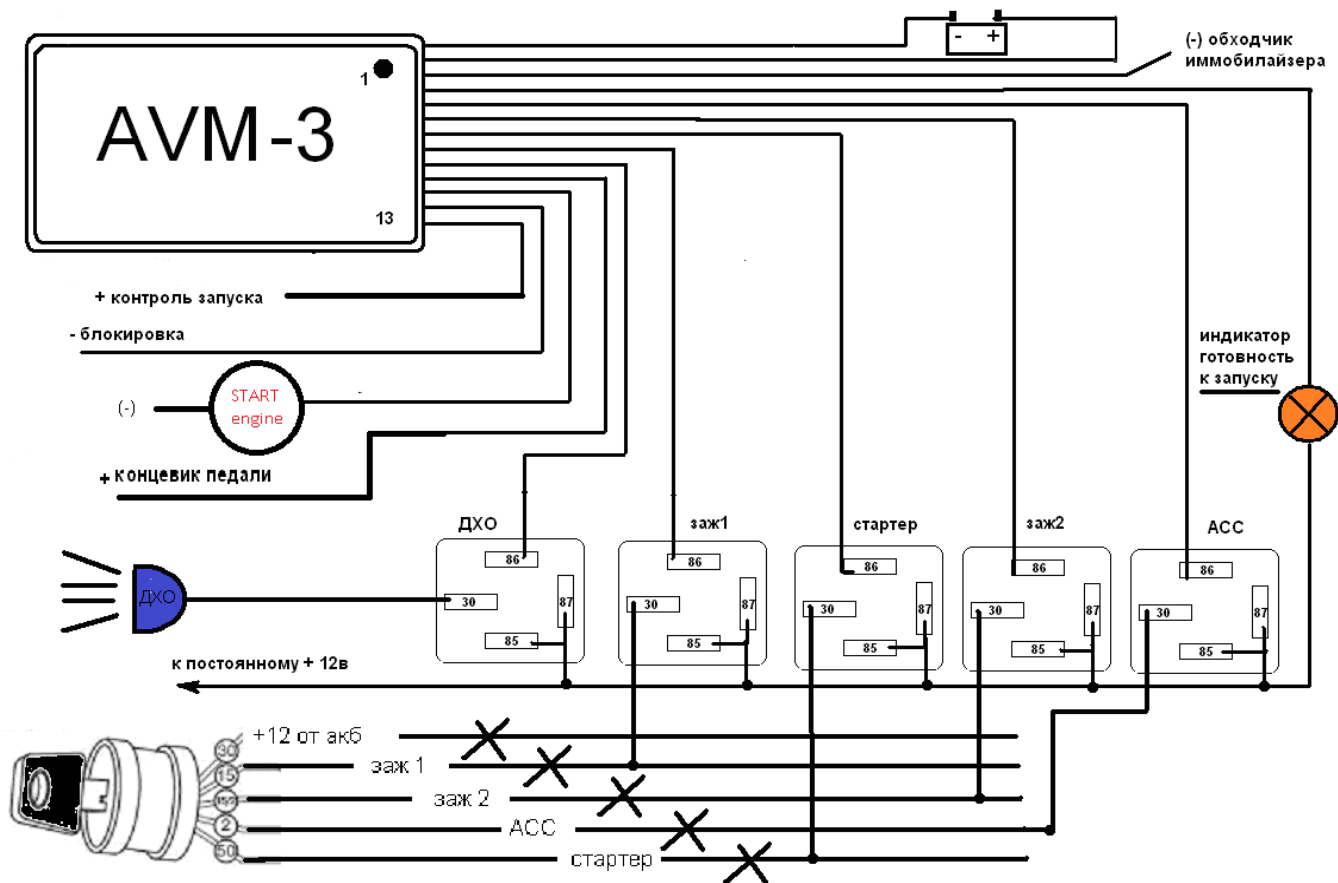 1
AVM-3
13
- +
(-) обходчик
иммобилайзера
+ контроль запуска
- блокировка
START
engine
(-)
+ концевик педали
индикатор
готовность
к запуску
ДХО
заж1
стартер
заж2
АСС
86
30
87
85
86
30
87
85
86
30
87
85
86
30
87
85
86
30
87
85
ДХО
к постоянному + 12в
30
+12 от акб
15
заж 1
15/2
заж 2
2
АСС
50
стартер